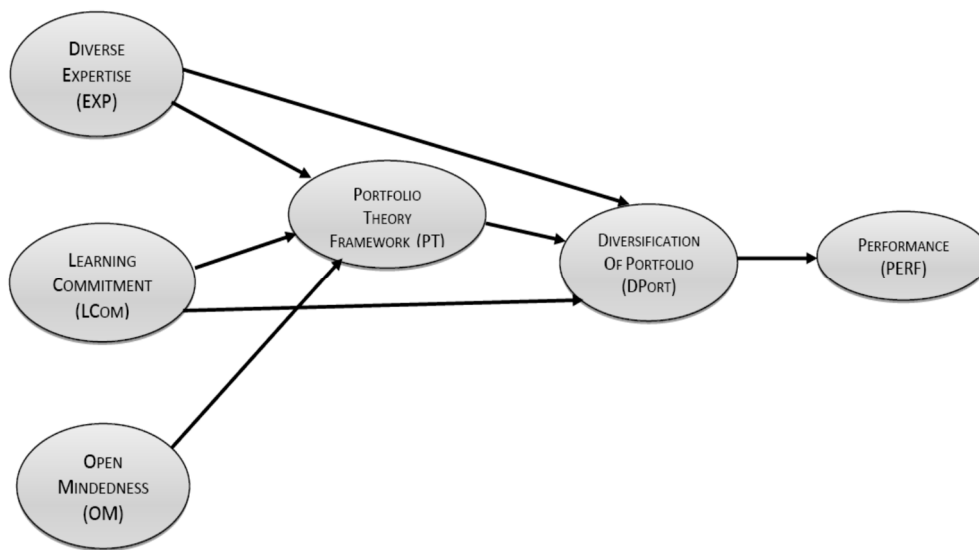 DIVERSE
EXPERTISE
(EXP)
PORTFOLIO
THEORY
FRAMEWORK (PT)
LEARNING
COMMITMENT
(LCOM)
DIVERSIFICATION
OF PORTFOLIO
(DPORT)
PERFORMANCE
(PERF)
OPEN
MINDEDNESS
(OM)